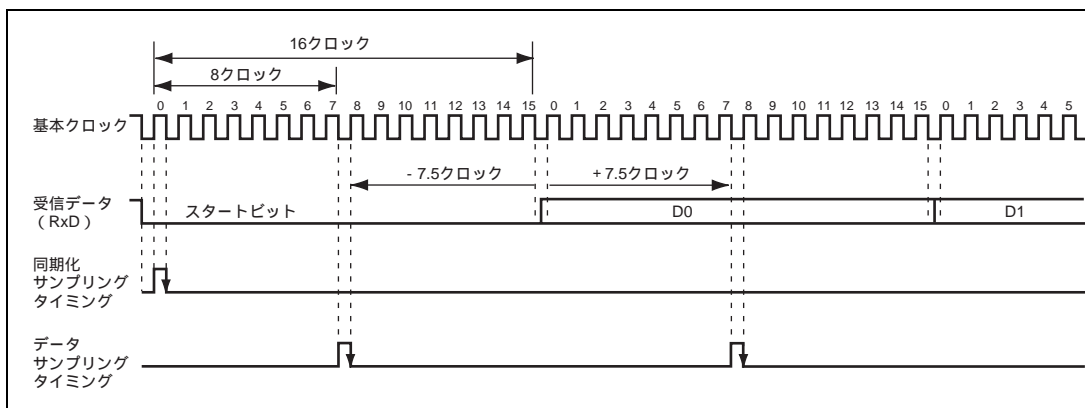 16クロック
8クロック
0 1 2 3 4 5 6 7 8 9 10 11 12 13 14 15 0 1 2 3 4 5 6 7 8 9 10 11 12 13 14 15 0 1 2 3 4 5
基本クロック
- 7.5クロック
+ 7.5クロック
受信データ
(RxD)
スタートビット
D0
D1
同期化
サンプリング
タイミング
データ
サンプリング
タイミング